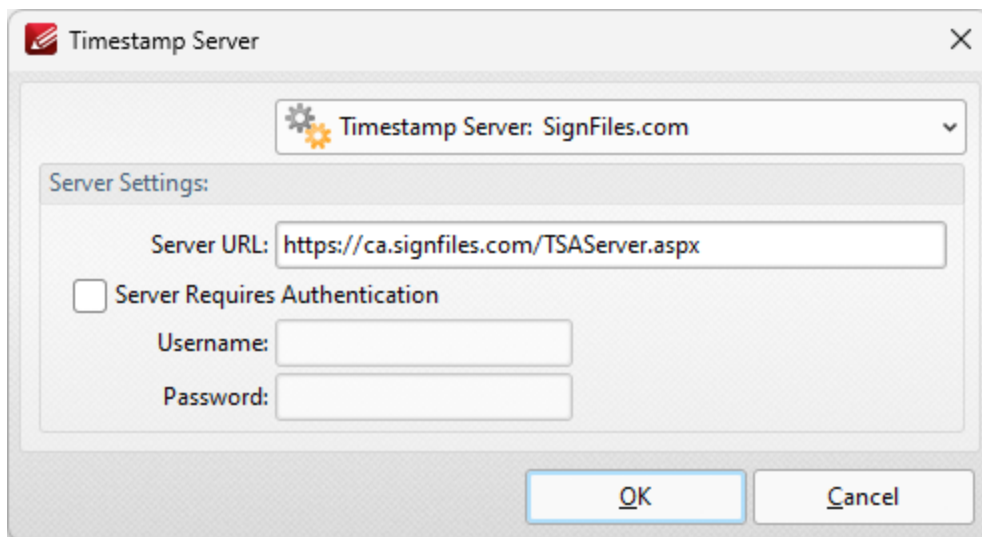 Timestamp Server
Timestamp Server: SignFiles.com
Server Settings:
Server URL: https://ca.signfiles.com/TSAServer.aspx
Server Requires Authentication
Username:
Password:
OK Cancel